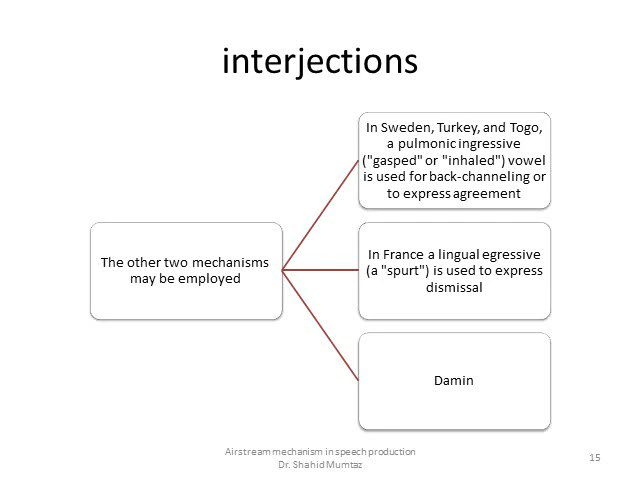 interjections
The other two mechanisms
may be employed
In Sweden, Turkey, and Togo,
a pulmonic ingressive
("gasped" or "inhaled") vowel
is used for back-channeling or
to express agreement
In France a lingual egressive
(a "spurt") is used to express
dismissal
Damin
Airstream mechanism in speech production
Dr. Shahid Mumtaz
15